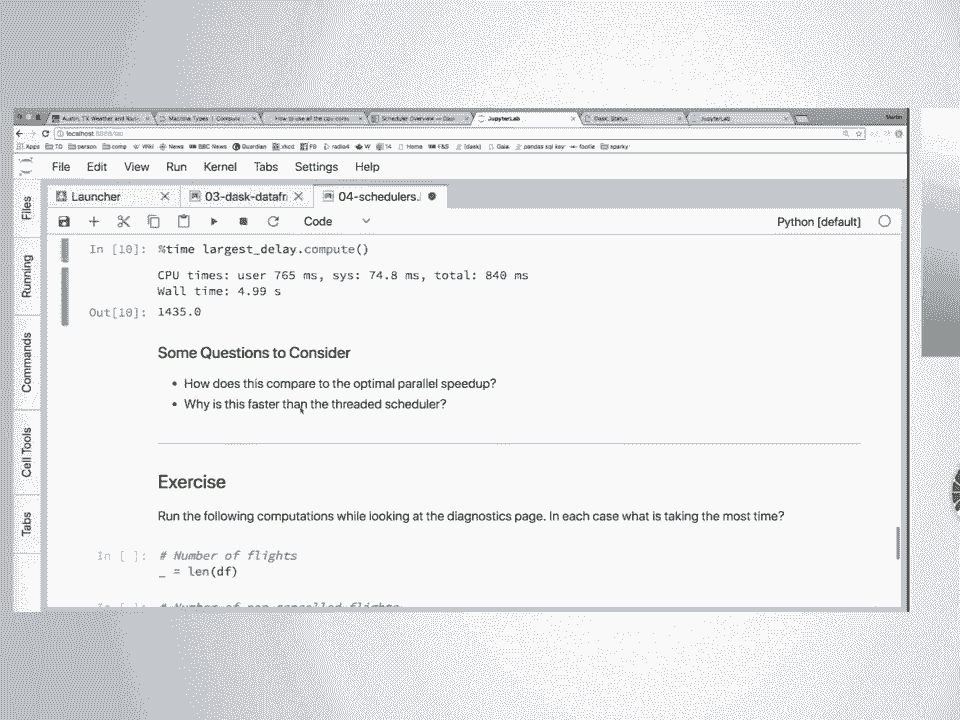 Austin, TX Weather and
Machine Types | Compute
How to use all the cpu cores
Scheduler Overview — Dask
JupyterLab
Dask: Status
JupyterLab
Martin
localhost:8888/lab
Apps
TD
person
comp
Wiki
News
BBC News
Guardian
xkcd
FB
radio4
W
14
Home
F&S
[dask]
Gaia
pandas sql key
footie
sparky
File Edit View Run Kernel Tabs Settings Help
Files
Running
Commands
Cell Tools
Tabs
Launcher
03-dask-datafr
04-schedulers.
Code
Python [default]
In [10]: %time largest_delay.compute()
CPU times: user 765 ms, sys: 74.8 ms, total: 840 ms
Wall time: 4.99 s
Out[10]: 1435.0
Some Questions to Consider
• How does this compare to the optimal parallel speedup?
• Why is this faster than the threaded scheduler?
Exercise
Run the following computations while looking at the diagnostics page. In each case what is taking the most time?
In [ ]: # Number of flights
_ = len(df)